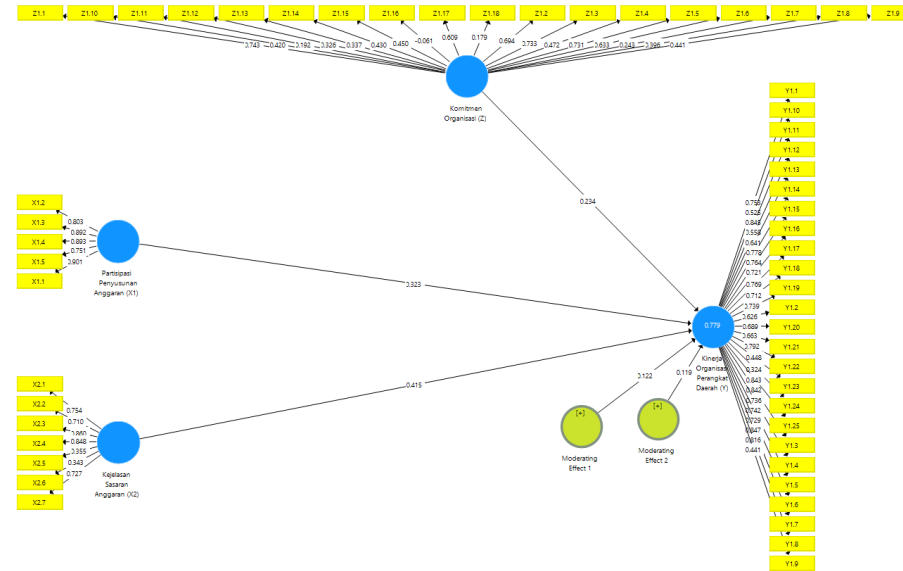 Z1.1 Z1.10 Z1.11 Z1.12 Z1.13 Z1.14 Z1.15 Z1.16 Z1.17 Z1.18 Z1.2 Z1.3 Z1.4 Z1.5 Z1.6 Z1.7 Z1.8 Z1.9
0.743 0.420 0.192 0.326 0.337 0.430 0.450 -0.061 0.609 0.179 0.694 0.733 0.472 0.731 0.633 0.243 0.396 0.441
Komitmen
Organisasi (Z)
0.234
X1.2
X1.3
X1.4
X1.5
X1.1
0.803
0.892
0.893
0.751
0.901
Partisipasi
Penyusunan
Anggaran (X1)
0.323
X2.1
X2.2
X2.3
X2.4
X2.5
X2.6
X2.7
0.754
0.710
0.860
0.848
0.355
0.343
0.727
Kejelasan
Sasaran
Anggaran (X2)
0.415
0.779
Kinerja
Organisasi
Perangkat
Daerah (Y)
0.122
0.119
[+]
[+]
Moderating
Effect 1
Moderating
Effect 2
0.525
0.558
0.641
0.778
0.764
0.721
0.769
0.712
0.739
0.626
0.689
0.663
0.792
0.448
0.324
0.843
0.736
0.742
0.729
0.847
0.816
0.441
Y1.1
Y1.10
Y1.11
Y1.12
Y1.13
Y1.14
Y1.15
Y1.16
Y1.17
Y1.18
Y1.19
Y1.2
Y1.20
Y1.21
Y1.22
Y1.23
Y1.24
Y1.25
Y1.3
Y1.4
Y1.5
Y1.6
Y1.7
Y1.8
Y1.9